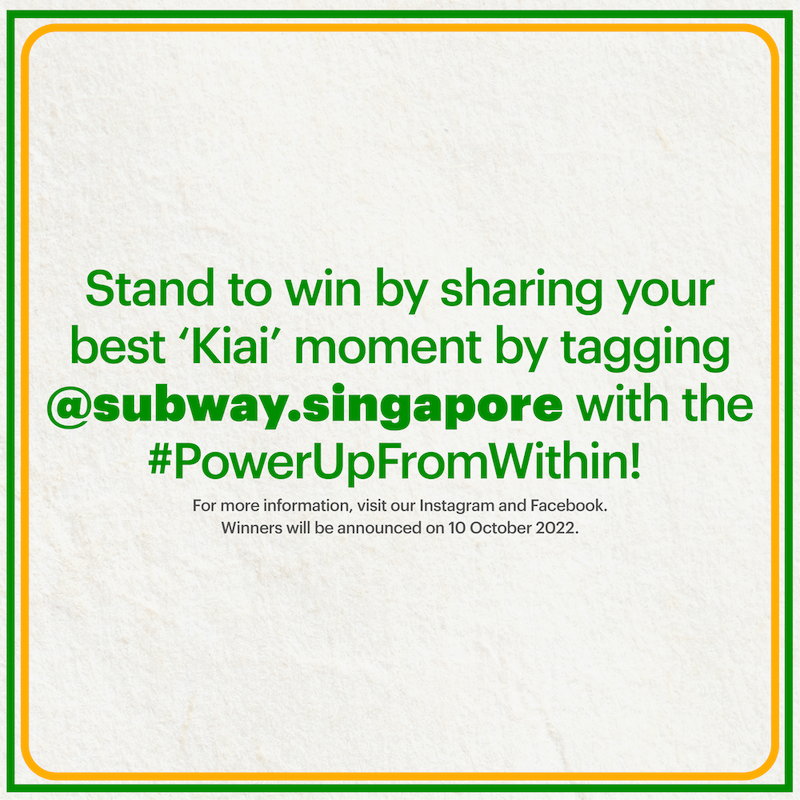 Stand to win by sharing your
best ‘Kiai’ moment by tagging
@subway.singapore with the
#PowerUpFromWithin!
For more information, visit our Instagram and Facebook.
Winners will be announced on 10 October 2022.